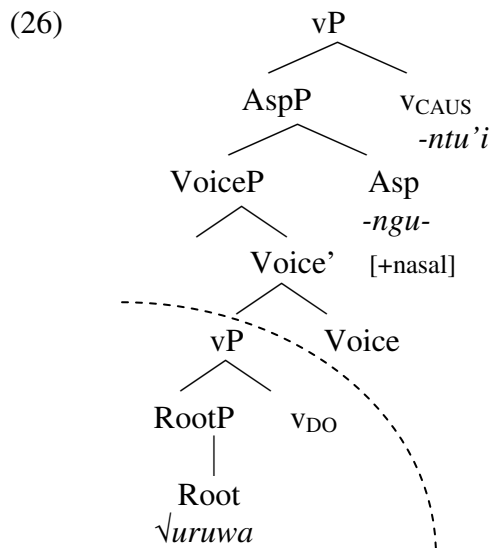 (26) vP
AspP vCAUS
-ntu’i
VoiceP Asp
-ngu-
Voice’ [+nasal]
vP Voice
RootP vDO
Root
√uruwa